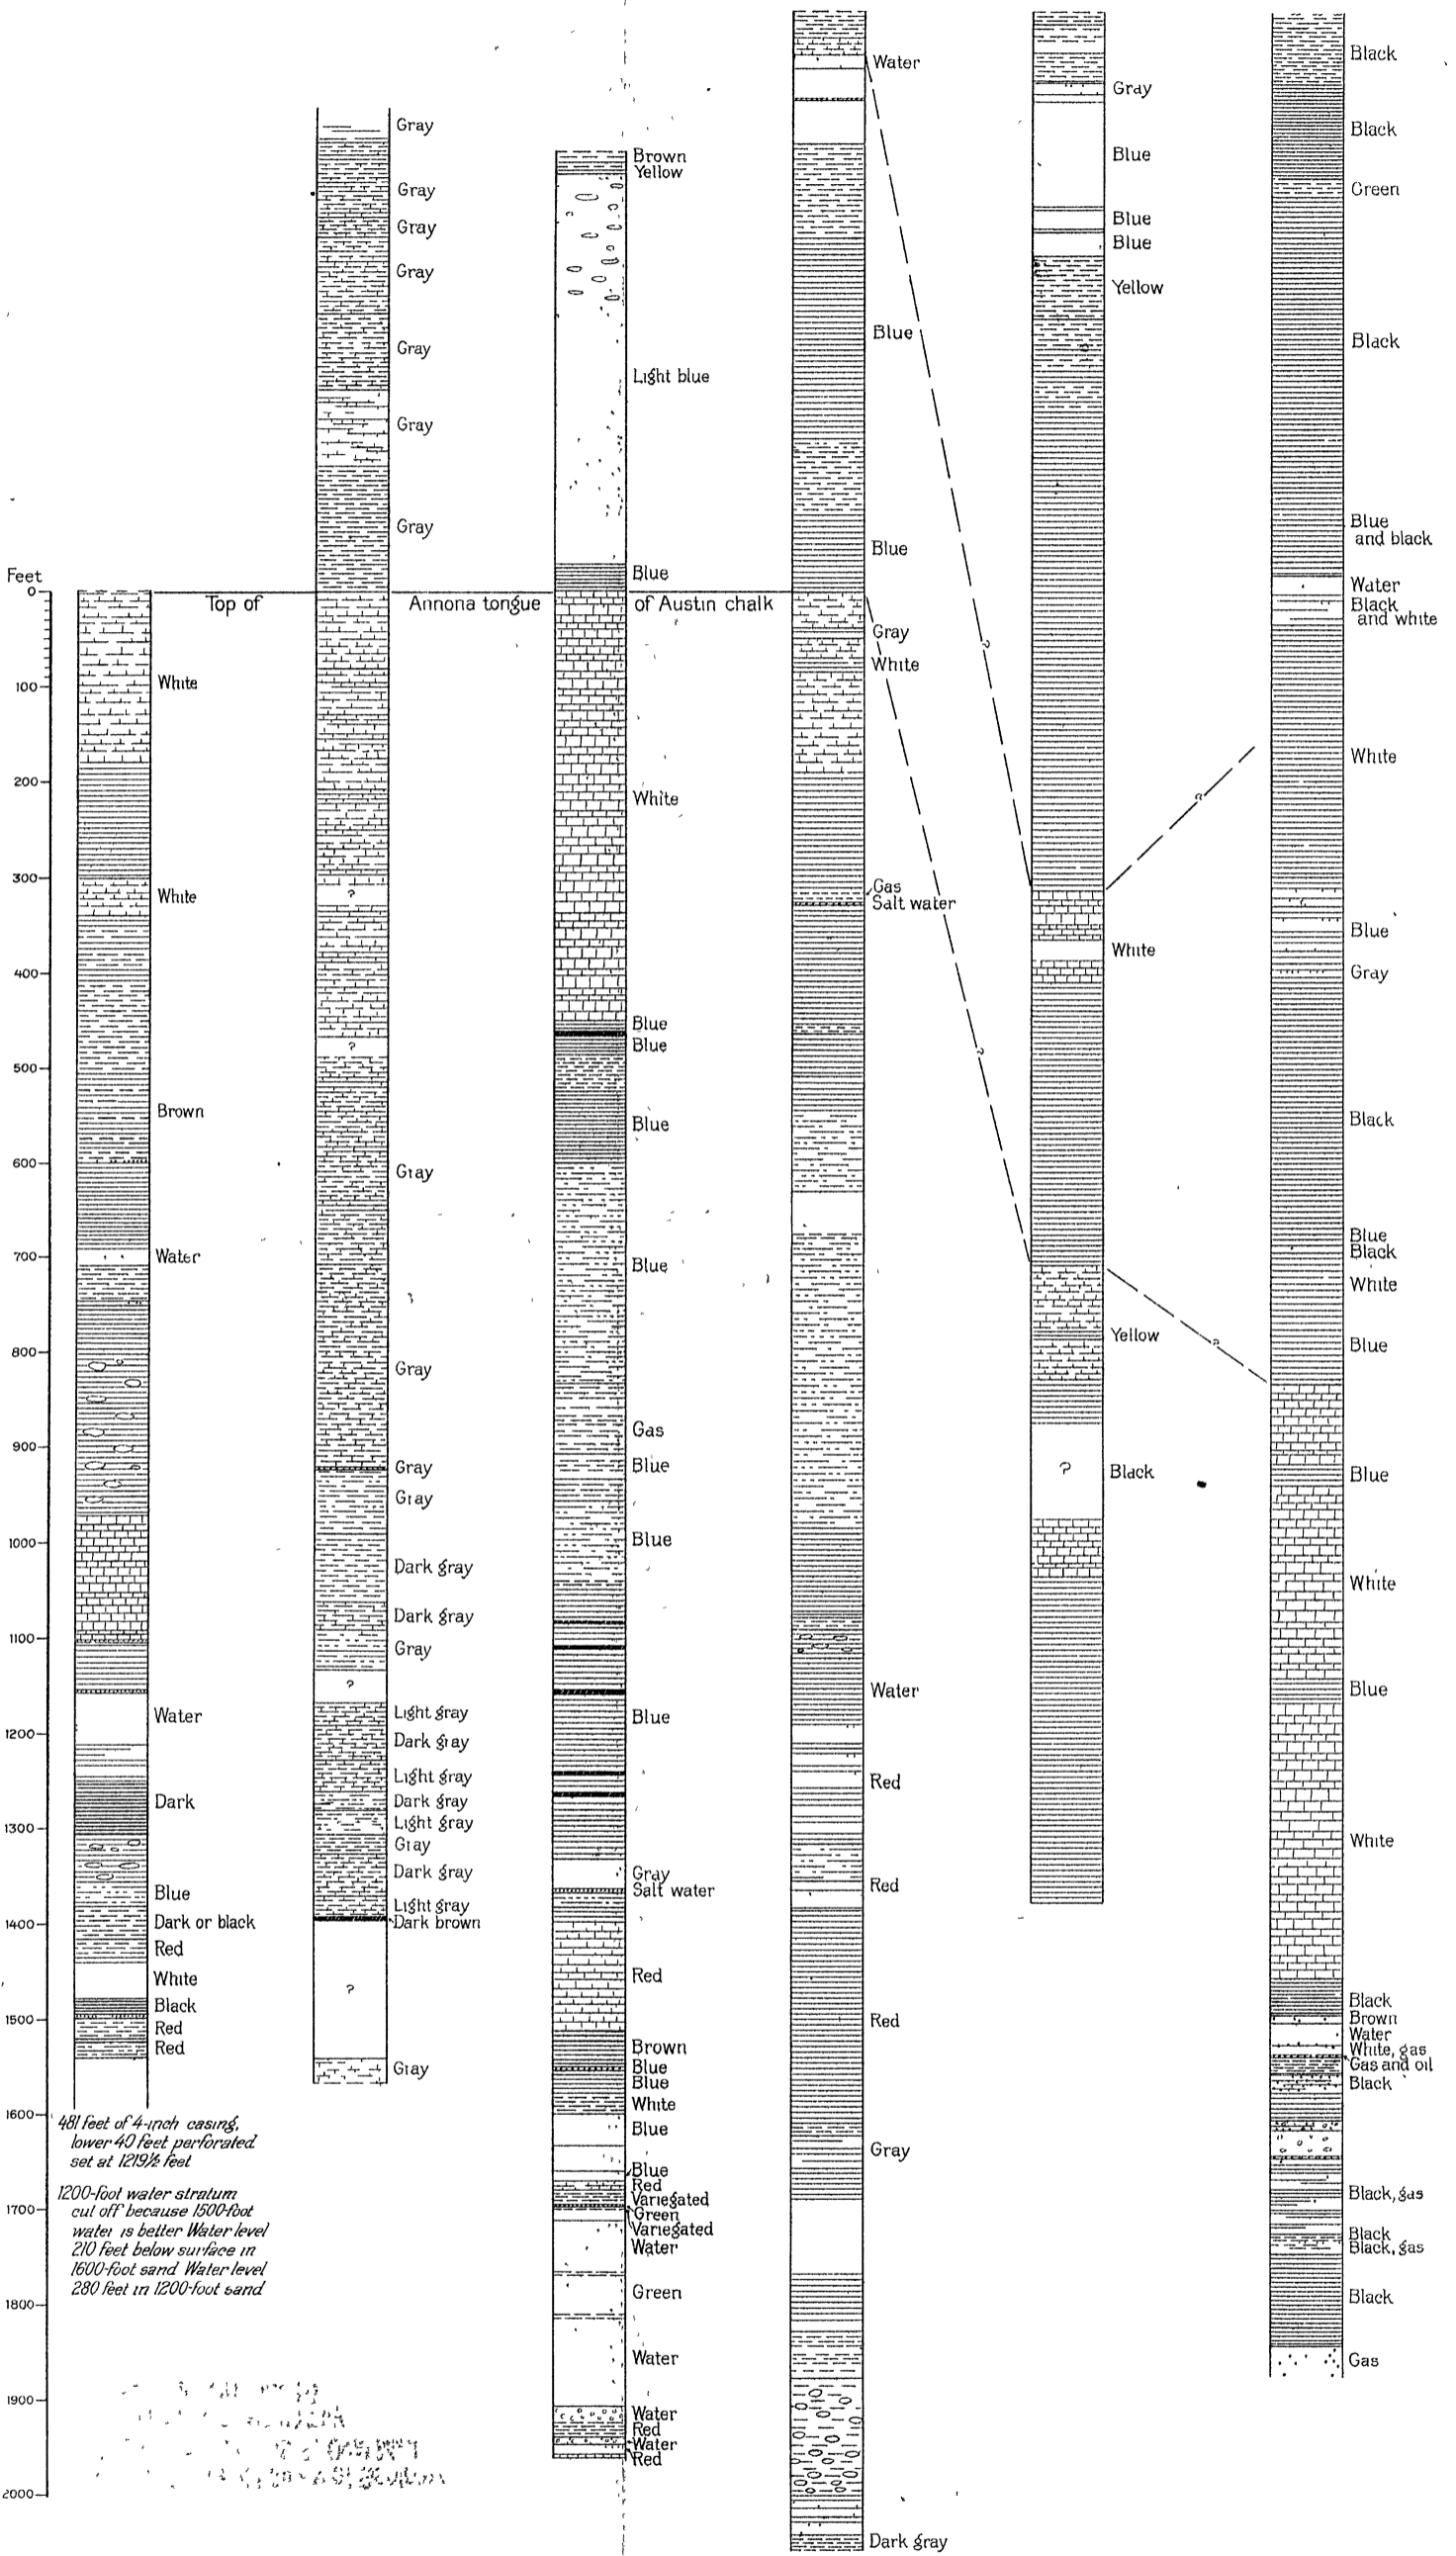 Feet
0
100
200
300
400
500
600
700
800
900
1000
1100
1200
1300
1400
1500
1600
1700
1800
1900
2000
Top of Annona tongue of Austin chalk
White
White
Brown
Water
Water
Dark
Blue
Dark or black
Red
White
Black
Red
Red
481 feet of 4-inch casing,
lower 40 feet perforated
set at 1219½ feet
1200-foot water stratum
cut off because 1500-foot
water is better Water level
210 feet below surface in
1600-foot sand Water level
280 feet in 1200-foot sand
Gray
Gray
Gray
Gray
Gray
Gray
Gray
?
?
Gray
Gray
Gray
Gray
Dark gray
Dark gray
Gray
?
Light gray
Dark gray
Light gray
Dark gray
Light gray
Gray
Dark gray
Light gray
Dark brown
?
Gray
Brown
Yellow
Light blue
Blue
White
Blue
Blue
Blue
Blue
Gas
Blue
Blue
Blue
Gray
Salt water
Red
Brown
Blue
Blue
White
Blue
Blue
Red
Variegated
Green
Variegated
Water
Green
Water
Water
Red
Water
Red
Water
Blue
Blue
Gray
White
Gas
Salt water
Water
Red
Red
Red
Gray
Dark gray
?
?
Gray
Blue
Blue
Blue
Yellow
White
Yellow
?
Black
?
?
Black
Black
Green
Black
Blue
and black
Water
Black
and white
White
Blue
Gray
Black
Blue
Black
White
Blue
Blue
White
Blue
White
Black
Brown
Water
White, gas
Gas and oil
Black
Black, gas
Black
Black, gas
Black
Gas